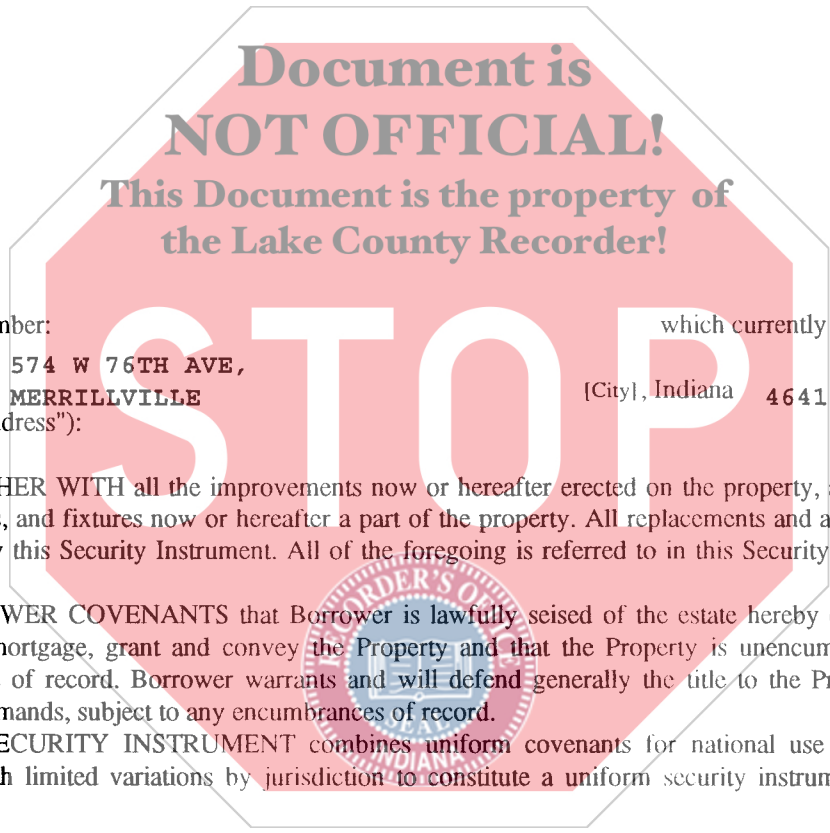 Document is
NOT OFFICIAL!
This Document is the property of
the Lake County Recorder!
STOP
nber: which currently
574 W 76TH AVE,
MERRILLVILLE [City], Indiana 4641
dress"):
HER WITH all the improvements now or hereafter erected on the property,
, and fixtures now or hereafter a part of the property. All replacements and a
this Security Instrument. All of the foregoing is referred to in this Security
WER COVENANTS that Borrower is lawfully seised of the estate hereby
nortgage, grant and convey the Property and that the Property is unencum
of record. Borrower warrants and will defend generally the title to the Pr
mands, subject to any encumbrances of record.
ECURITY INSTRUMENT combines uniform covenants for national use
h limited variations by jurisdiction to constitute a uniform security instrum
RECORDER'S OFFICE
SEAL
INDIANA